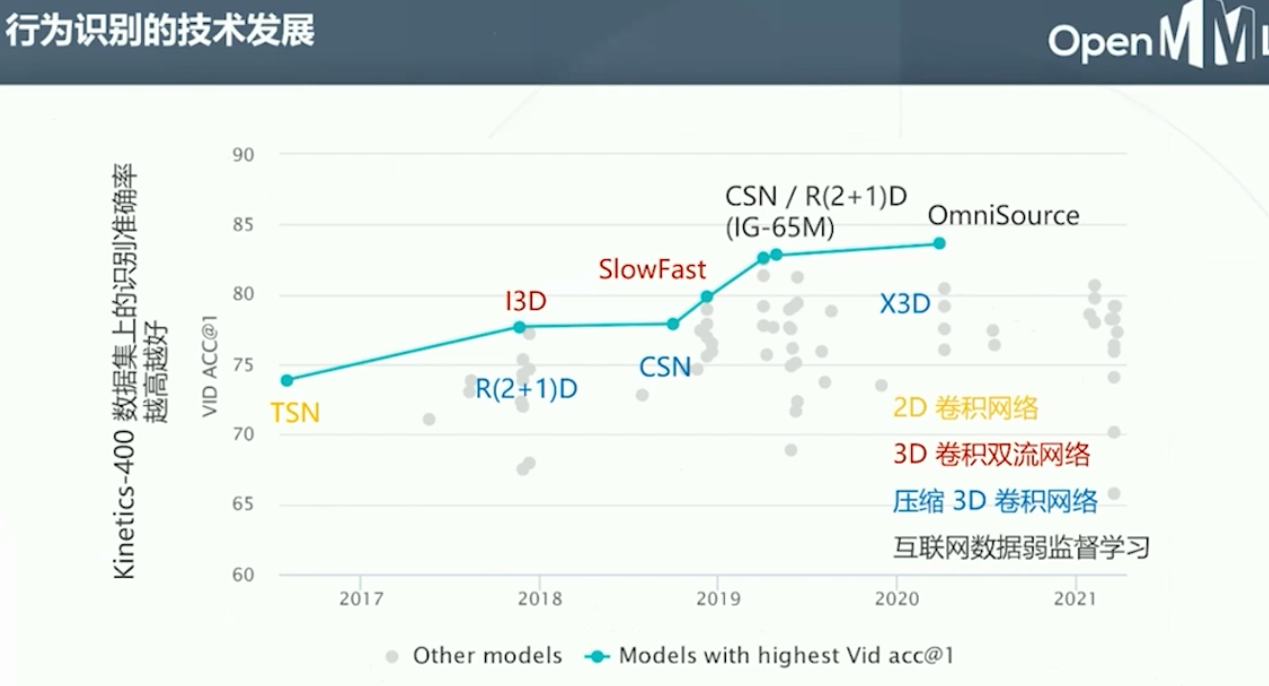 行为识别的技术发展
OpenMML
Kinetics-400 数据集上的识别准确率
越高越好
VID ACC@1
90
85
80
75
70
65
60
CSN / R(2+1)D
(IG-65M)
OmniSource
SlowFast
I3D
X3D
CSN
R(2+1)D
TSN
2D 卷积网络
3D 卷积双流网络
压缩 3D 卷积网络
互联网数据弱监督学习
2017
2018
2019
2020
2021
Other models
Models with highest Vid acc@1